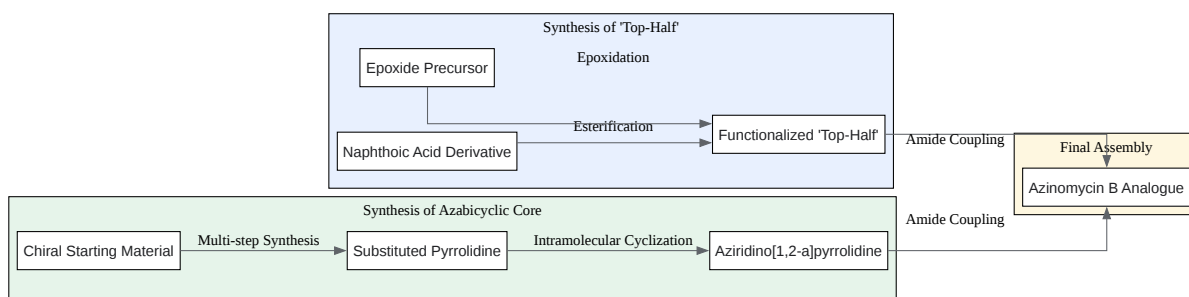 Synthesis of 'Top-Half'
Epoxide Precursor
Epoxidation
Naphthoic Acid Derivative
Esterification
Functionalized 'Top-Half'
Amide Coupling
Final Assembly
Azinomycin B Analogue
Synthesis of Azabicyclic Core
Amide Coupling
Chiral Starting Material
Multi-step Synthesis
Substituted Pyrrolidine
Intramolecular Cyclization
Aziridino[1,2-a]pyrrolidine